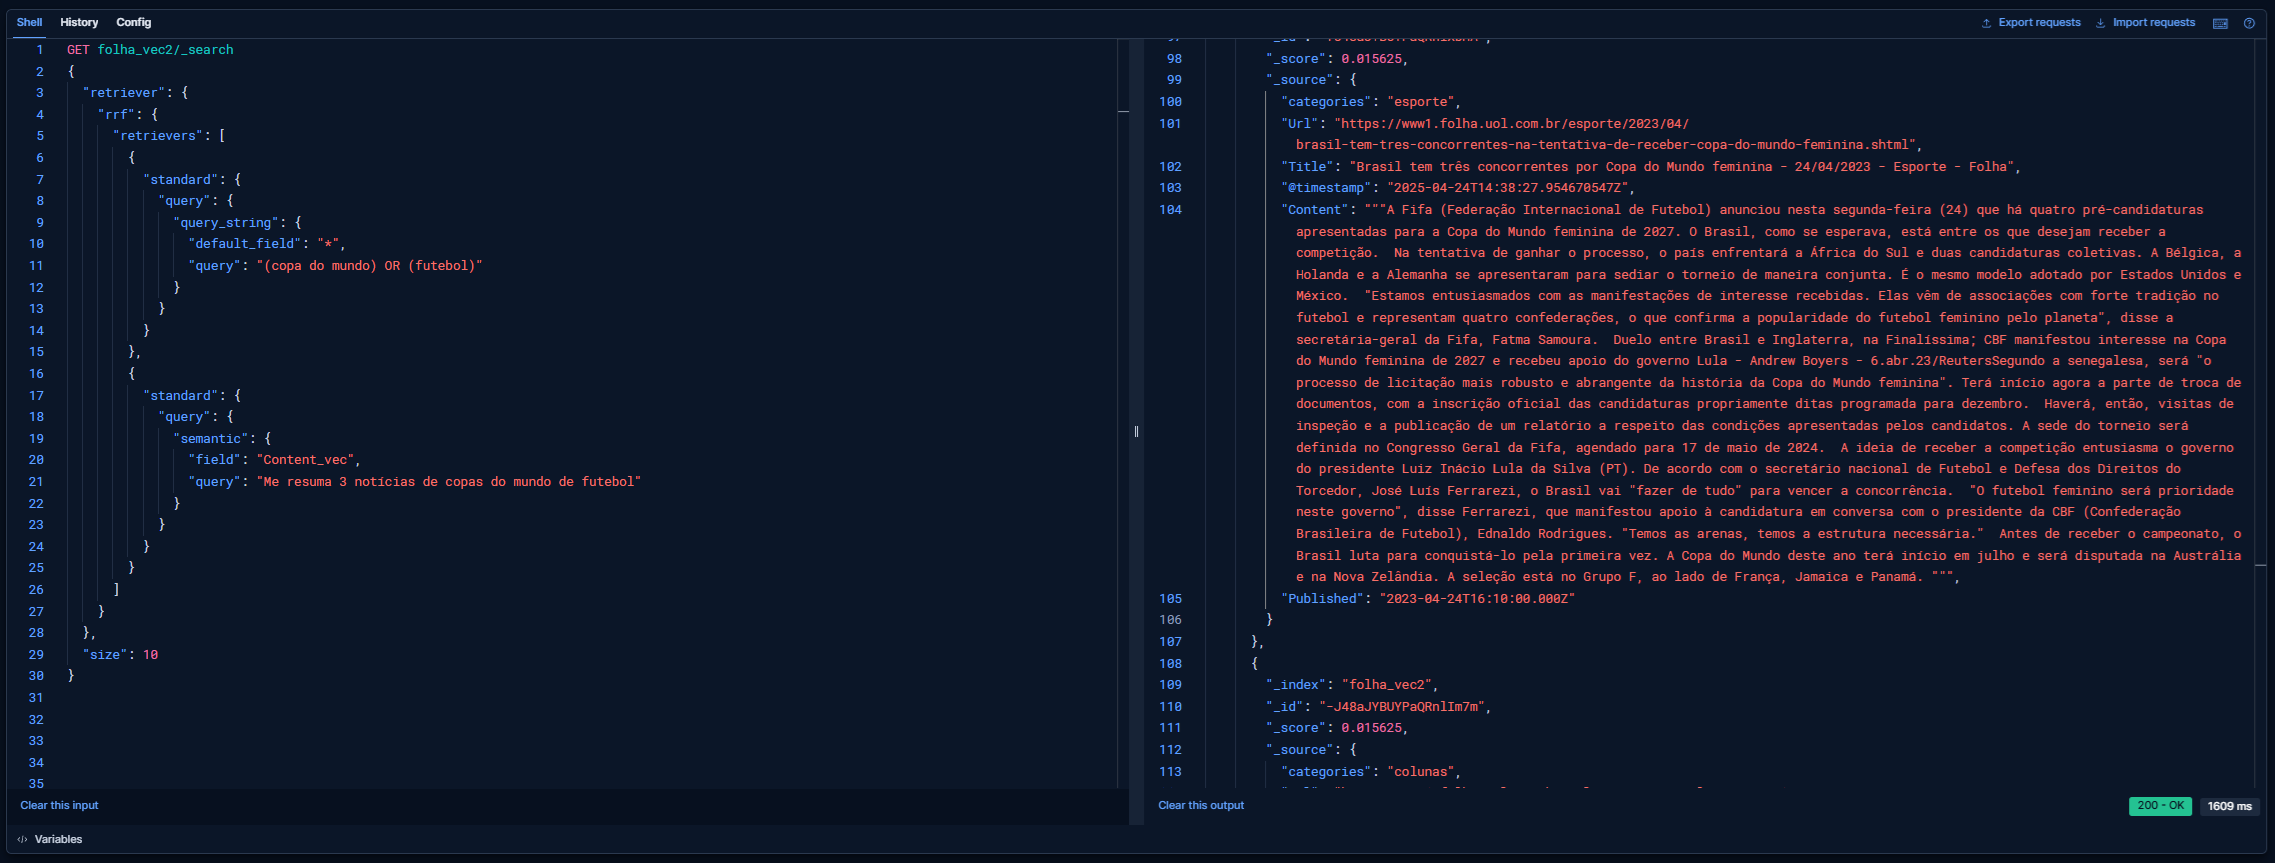 Shell History Config
Export requests Import requests
1 GET folha_vec2/_search
2 {
3 "retriever": {
4 "rrf": {
5 "retrievers": [
6 {
7 "standard": {
8 "query": {
9 "query_string": {
10 "default_field": "*",
11 "query": "(copa do mundo) OR (futebol)"
12 }
13 }
14 }
15 },
16 {
17 "standard": {
18 "query": {
19 "semantic": {
20 "field": "Content_vec",
21 "query": "Me resuma 3 notícias de copas do mundo de futebol"
22 }
23 }
24 }
25 }
26 ]
27 }
28 },
29 "size": 10
30 }
31
32
33
34
35
Clear this input
Variables
98 "_score": 0.015625,
99 "_source": {
100 "categories": "esporte",
101 "Url": "https://www1.folha.uol.com.br/esporte/2023/04/
brasil-tem-tres-concorrentes-na-tentativa-de-receber-copa-do-mundo-feminina.shtml",
102 "Title": "Brasil tem três concorrentes por Copa do Mundo feminina - 24/04/2023 - Esporte - Folha",
103 "@timestamp": "2025-04-24T14:38:27.954670547Z",
104 "Content": """A Fifa (Federação Internacional de Futebol) anunciou nesta segunda-feira (24) que há quatro pré-candidaturas
apresentadas para a Copa do Mundo feminina de 2027. O Brasil, como se esperava, está entre os que desejam receber a
competição.  Na tentativa de ganhar o processo, o país enfrentará a África do Sul e duas candidaturas coletivas. A Bélgica, a
Holanda e a Alemanha se apresentaram para sediar o torneio de maneira conjunta. É o mesmo modelo adotado por Estados Unidos e
México.  "Estamos entusiasmados com as manifestações de interesse recebidas. Elas vêm de associações com forte tradição no
futebol e representam quatro confederações, o que confirma a popularidade do futebol feminino pelo planeta", disse a
secretária-geral da Fifa, Fatma Samoura.  Duelo entre Brasil e Inglaterra, na Finalíssima; CBF manifestou interesse na Copa
do Mundo feminina de 2027 e recebeu apoio do governo Lula - Andrew Boyers - 6.abr.23/ReutersSegundo a senegalesa, será "o
processo de licitação mais robusto e abrangente da história da Copa do Mundo feminina". Terá início agora a parte de troca de
documentos, com a inscrição oficial das candidaturas propriamente ditas programada para dezembro.  Haverá, então, visitas de
inspeção e a publicação de um relatório a respeito das condições apresentadas pelos candidatos. A sede do torneio será
definida no Congresso Geral da Fifa, agendado para 17 de maio de 2024.  A ideia de receber a competição entusiasma o governo
do presidente Luiz Inácio Lula da Silva (PT). De acordo com o secretário nacional de Futebol e Defesa dos Direitos do
Torcedor, José Luís Ferrarezi, o Brasil vai "fazer de tudo" para vencer a concorrência.  "O futebol feminino será prioridade
neste governo", disse Ferrarezi, que manifestou apoio à candidatura em conversa com o presidente da CBF (Confederação
Brasileira de Futebol), Ednaldo Rodrigues. "Temos as arenas, temos a estrutura necessária."  Antes de receber o campeonato, o
Brasil luta para conquistá-lo pela primeira vez. A Copa do Mundo deste ano terá início em julho e será disputada na Austrália
e na Nova Zelândia. A seleção está no Grupo F, ao lado de França, Jamaica e Panamá. """,
105 "Published": "2023-04-24T16:10:00.000Z"
106 }
107 },
108 {
109 "_index": "folha_vec2",
110 "_id": "-J48aJYBUYPaQRnlIm7m",
111 "_score": 0.015625,
112 "_source": {
113 "categories": "colunas",
Clear this output
200 - OK 1609 ms